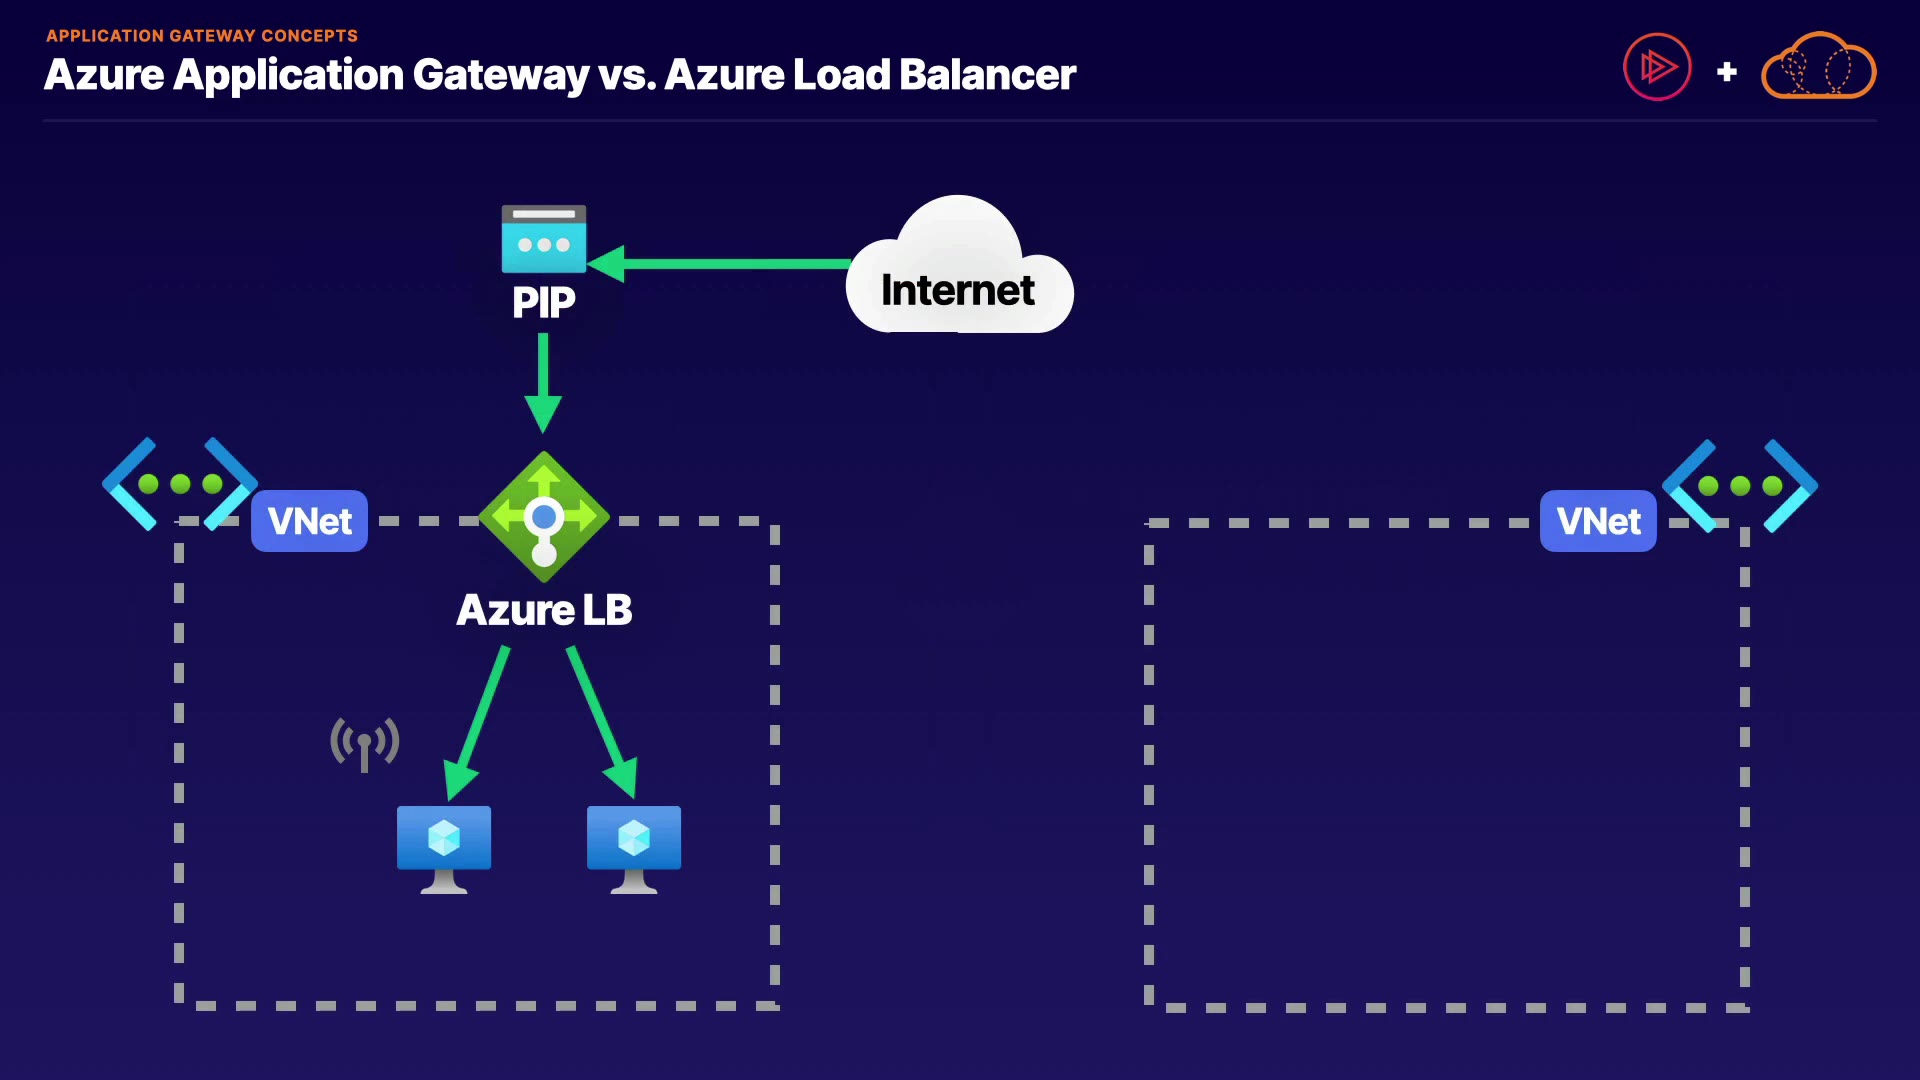 APPLICATION GATEWAY CONCEPTS
Azure Application Gateway vs. Azure Load Balancer
PIP
Internet
VNet
VNet
Azure LB